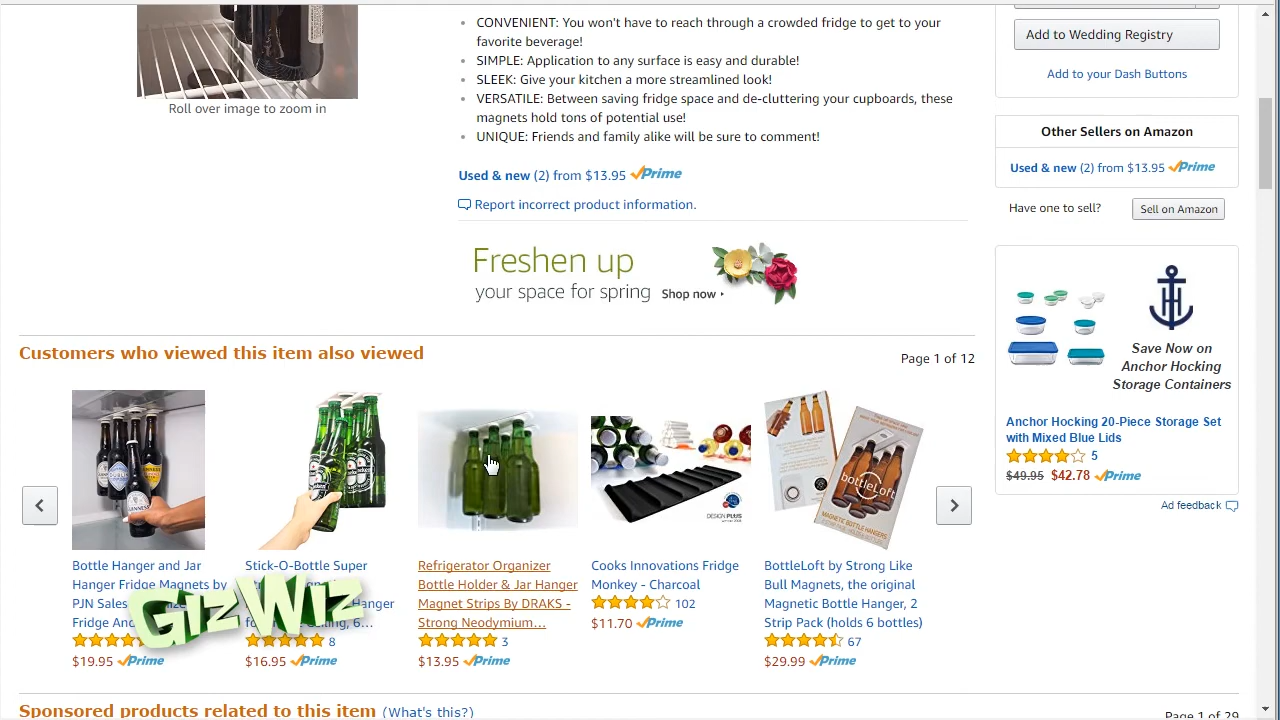 CONVENIENT: You won't have to reach through a crowded fridge to get to your
favorite beverage!
SIMPLE: Application to any surface is easy and durable!
SLEEK: Give your kitchen a more streamlined look!
VERSATILE: Between saving fridge space and de-cluttering your cupboards, these
magnets hold tons of potential use!
UNIQUE: Friends and family alike will be sure to comment!
Roll over image to zoom in
Used & new (2) from $13.95 Prime
Report incorrect product information.
Freshen up
your space for spring Shop now
Add to Wedding Registry
Add to your Dash Buttons
Other Sellers on Amazon
Used & new (2) from $13.95 Prime
Have one to sell? Sell on Amazon
Save Now on
Anchor Hocking
Storage Containers
Anchor Hocking 20-Piece Storage Set
with Mixed Blue Lids
5
$49.95 $42.78 Prime
Ad feedback
Customers who viewed this item also viewed
Page 1 of 12
Bottle Hanger and Jar
Hanger Fridge Magnets by
PJN Sales
Fridge And
$19.95 Prime
Stick-O-Bottle Super
Hanger
6...
8
$16.95 Prime
Refrigerator Organizer
Bottle Holder & Jar Hanger
Magnet Strips By DRAKS -
Strong Neodymium...
3
$13.95 Prime
DESIGN PLUS
Cooks Innovations Fridge
Monkey - Charcoal
102
$11.70 Prime
bottleLoft
MAGNETIC BOTTLE HANGERS
BottleLoft by Strong Like
Bull Magnets, the original
Magnetic Bottle Hanger, 2
Strip Pack (holds 6 bottles)
67
$29.99 Prime
GizWiz
Sponsored products related to this item (What's this?)
Page 1 of 29